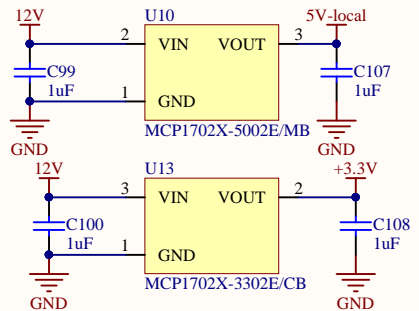 12V U10 5V-local
2 VIN VOUT 3
C99 C107
1uF 1 GND 1uF
GND MCP1702X-5002E/MB GND
12V U13 +3.3V
3 VIN VOUT 2
C100 C108
1uF 1 GND 1uF
GND MCP1702X-3302E/CB GND